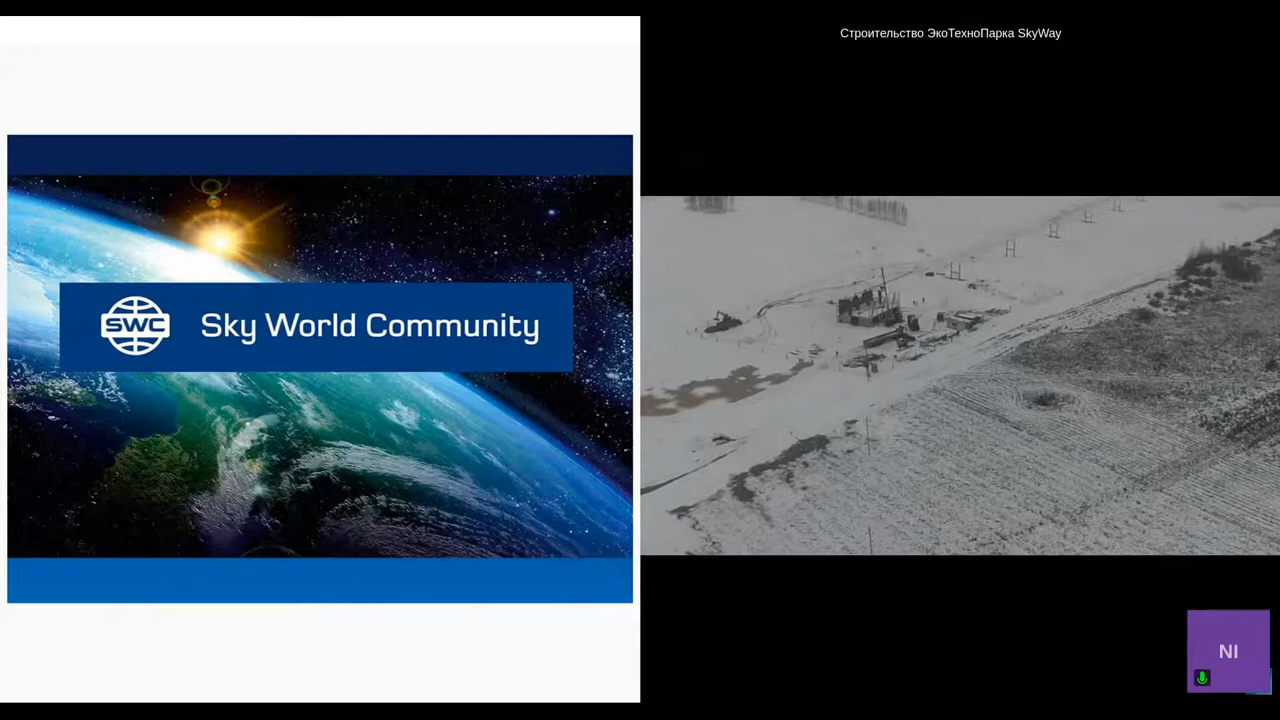 Строительство ЭкоТехноПарка SkyWay
SWC
Sky World Community
NI